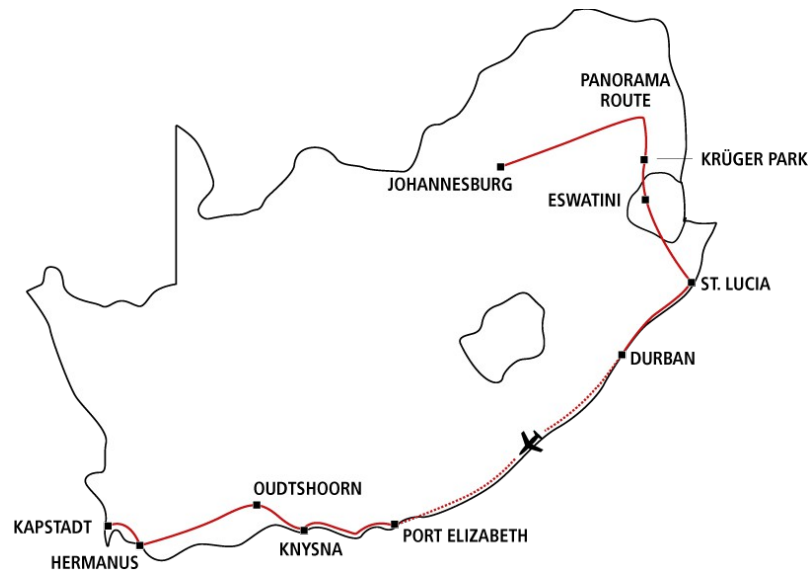 PANORAMA
ROUTE
KRÜGER PARK
JOHANNESBURG
ESWATINI
ST. LUCIA
DURBAN
OUDTSHOORN
KAPSTADT
PORT ELIZABETH
KNYSNA
HERMANUS